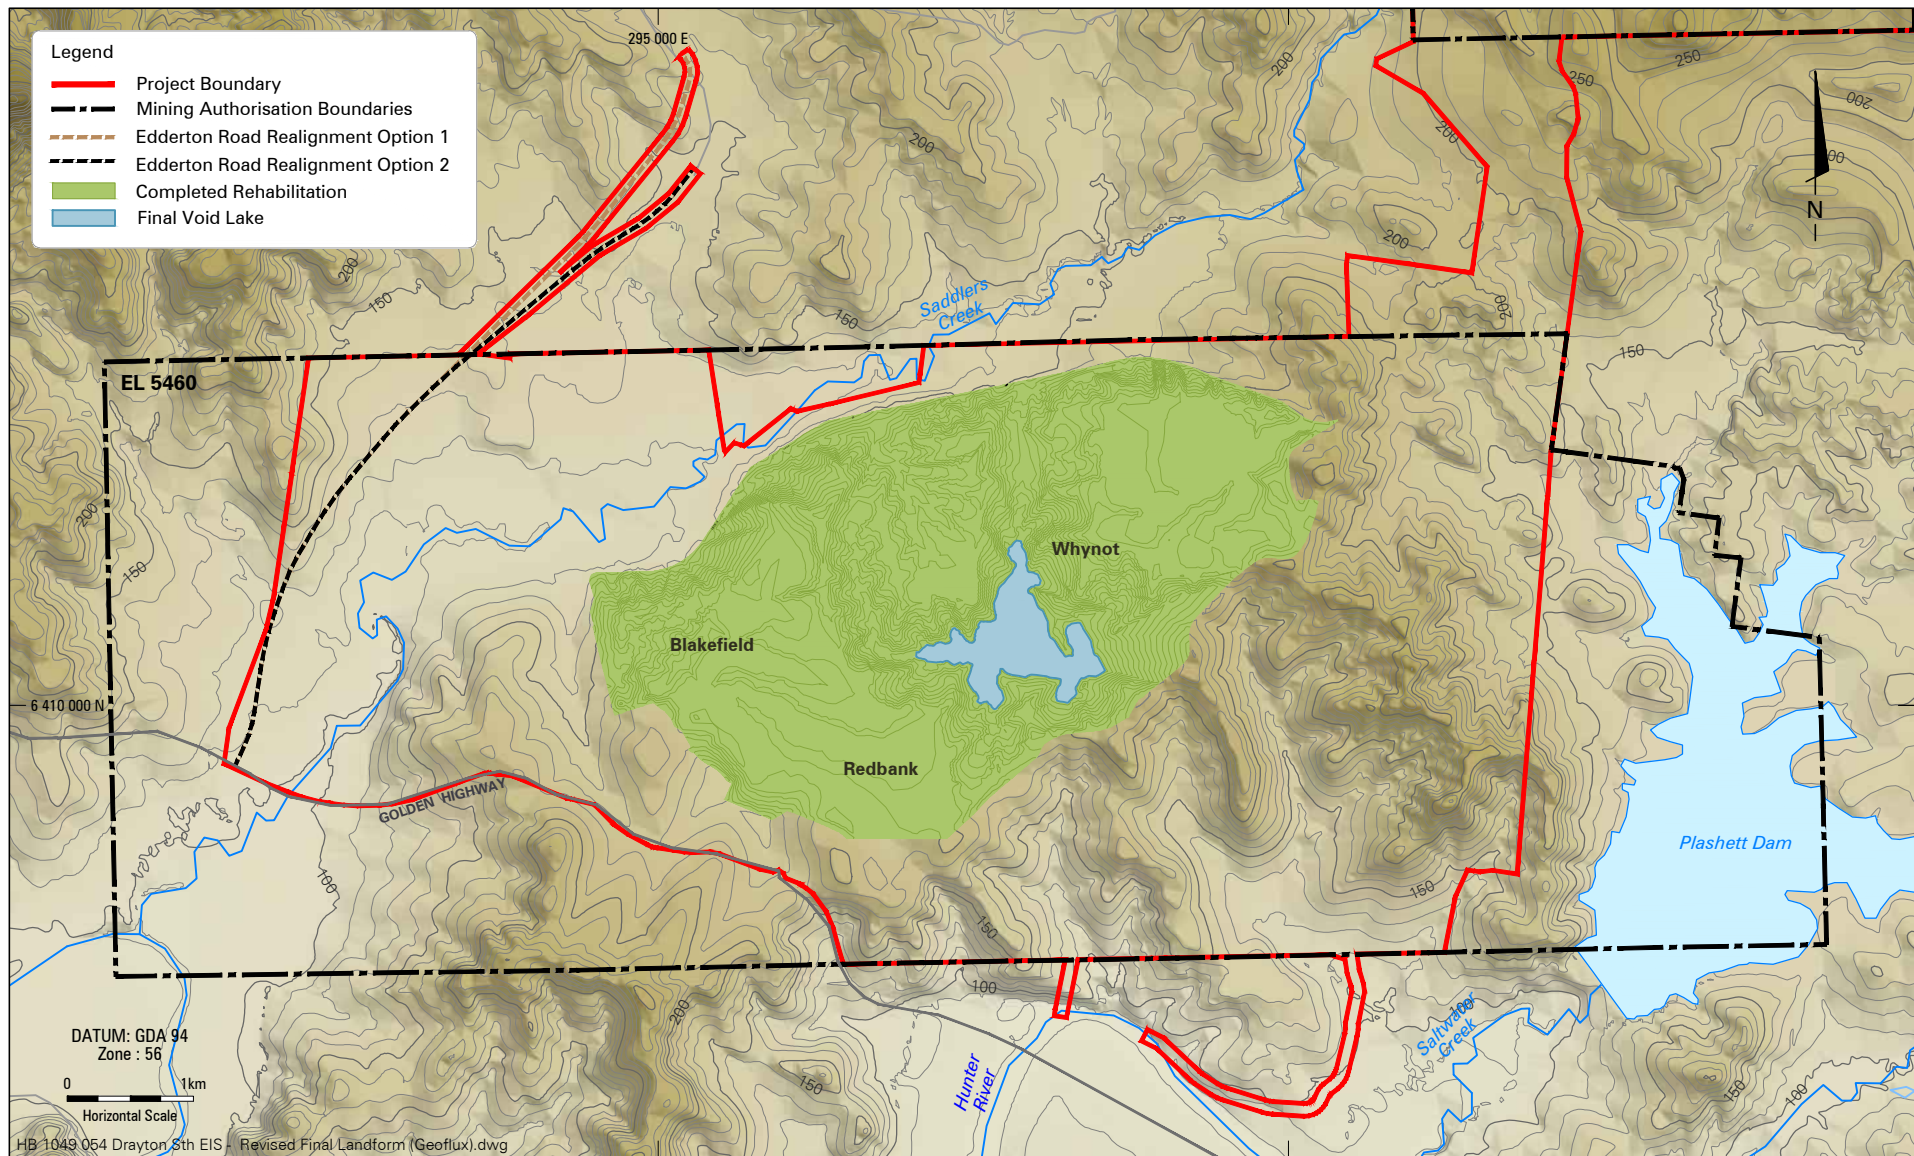 Legend
Project Boundary
Mining Authorisation Boundaries
Edderton Road Realignment Option 1
Edderton Road Realignment Option 2
Completed Rehabilitation
Final Void Lake
295 000 E
200
250
250
200
200
200
200
N
200
150
Saddlers
Creek
150
200
200
150
EL 5460
200
150
Whynot
Blakefield
6 410 000 N
Redbank
GOLDEN HIGHWAY
Plashett Dam
100
150
150
100
200
100
Saltwater
Creek
DATUM: GDA 94
Zone : 56
0 1km
Horizontal Scale
Hunter
River
150
150
100
HB 1049 054 Drayton Sth EIS - Revised Final Landform (Geoflux).dwg